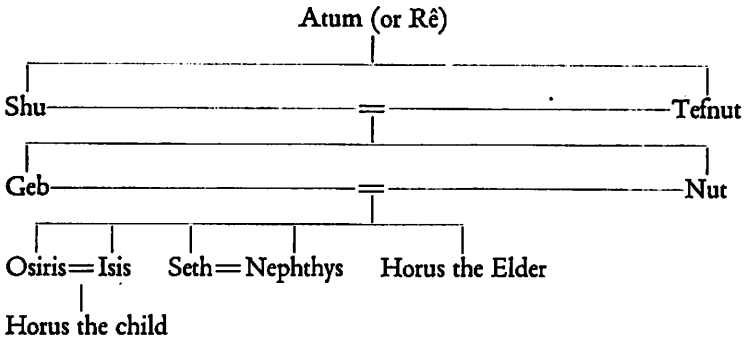 Atum (or Rê)
Shu = Tefnut
Geb = Nut
Osiris=Isis Seth=Nephthys Horus the Elder
Horus the child